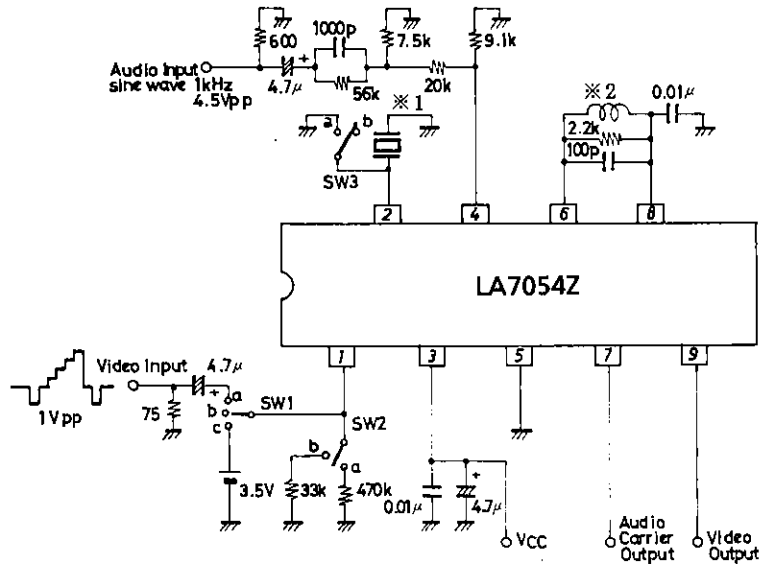 1000p
600
7.5k
9.1k
Audio Input
sine wave 1kHz
4.5Vpp
+
4.7μ
56k
20k
※1
a
b
SW3
※2
0.01μ
2.2k
100p
2
4
6
8
LA7054Z
1
3
5
7
9
Video Input
4.7μ
+
1Vpp
75
a
b
c
SW1
SW2
b
a
3.5V
33k
470k
0.01μ
+
4.7μ
VCC
Audio
Carrier
Output
Video
Output